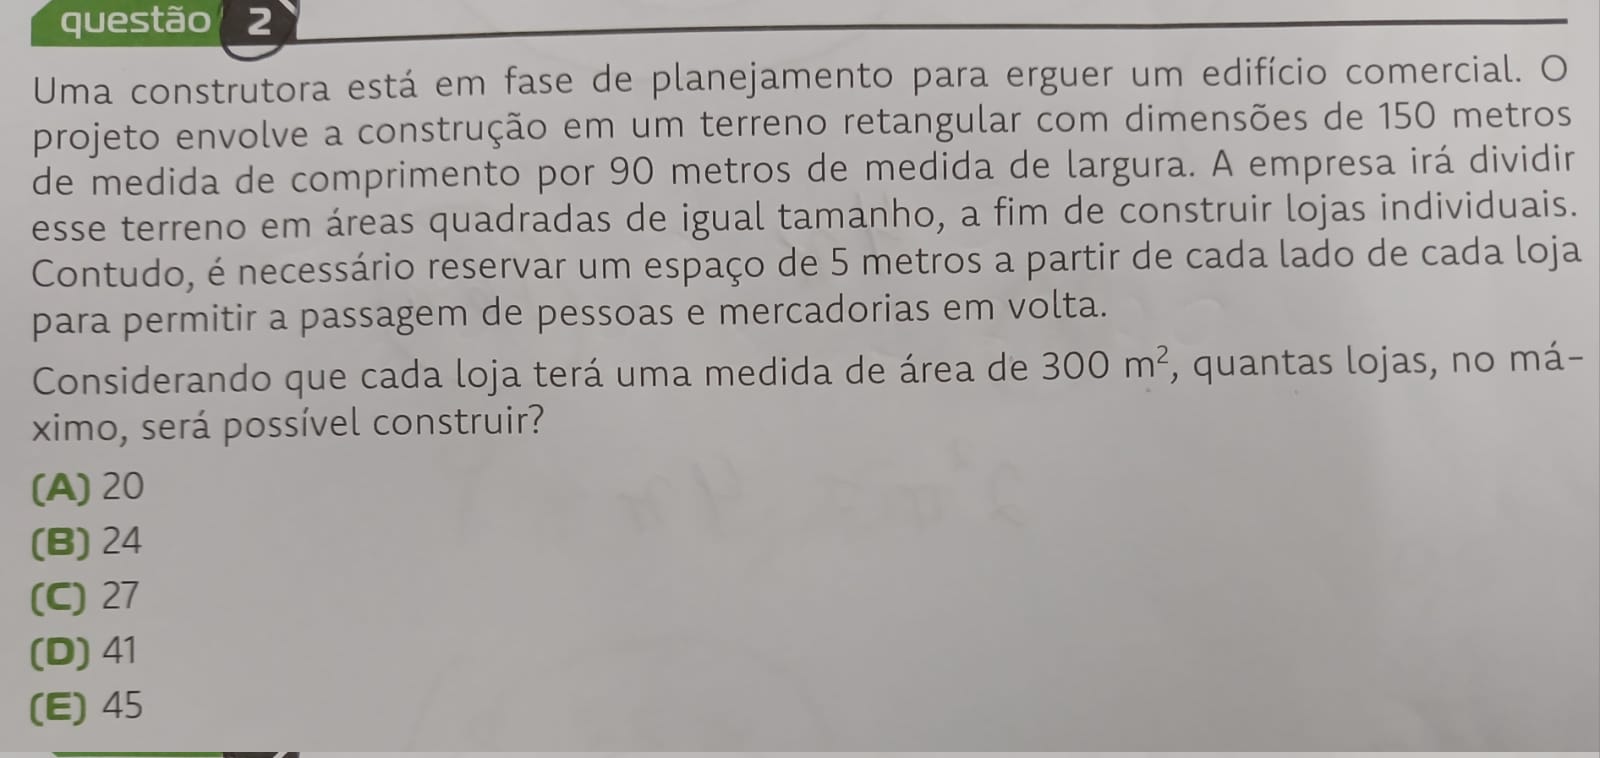 questão 2
Uma construtora está em fase de planejamento para erguer um edifício comercial. O
projeto envolve a construção em um terreno retangular com dimensões de 150 metros
de medida de comprimento por 90 metros de medida de largura. A empresa irá dividir
esse terreno em áreas quadradas de igual tamanho, a fim de construir lojas individuais.
Contudo, é necessário reservar um espaço de 5 metros a partir de cada lado de cada loja
para permitir a passagem de pessoas e mercadorias em volta.
Considerando que cada loja terá uma medida de área de 300 m², quantas lojas, no má-
ximo, será possível construir?
(A) 20
(B) 24
(C) 27
(D) 41
(E) 45